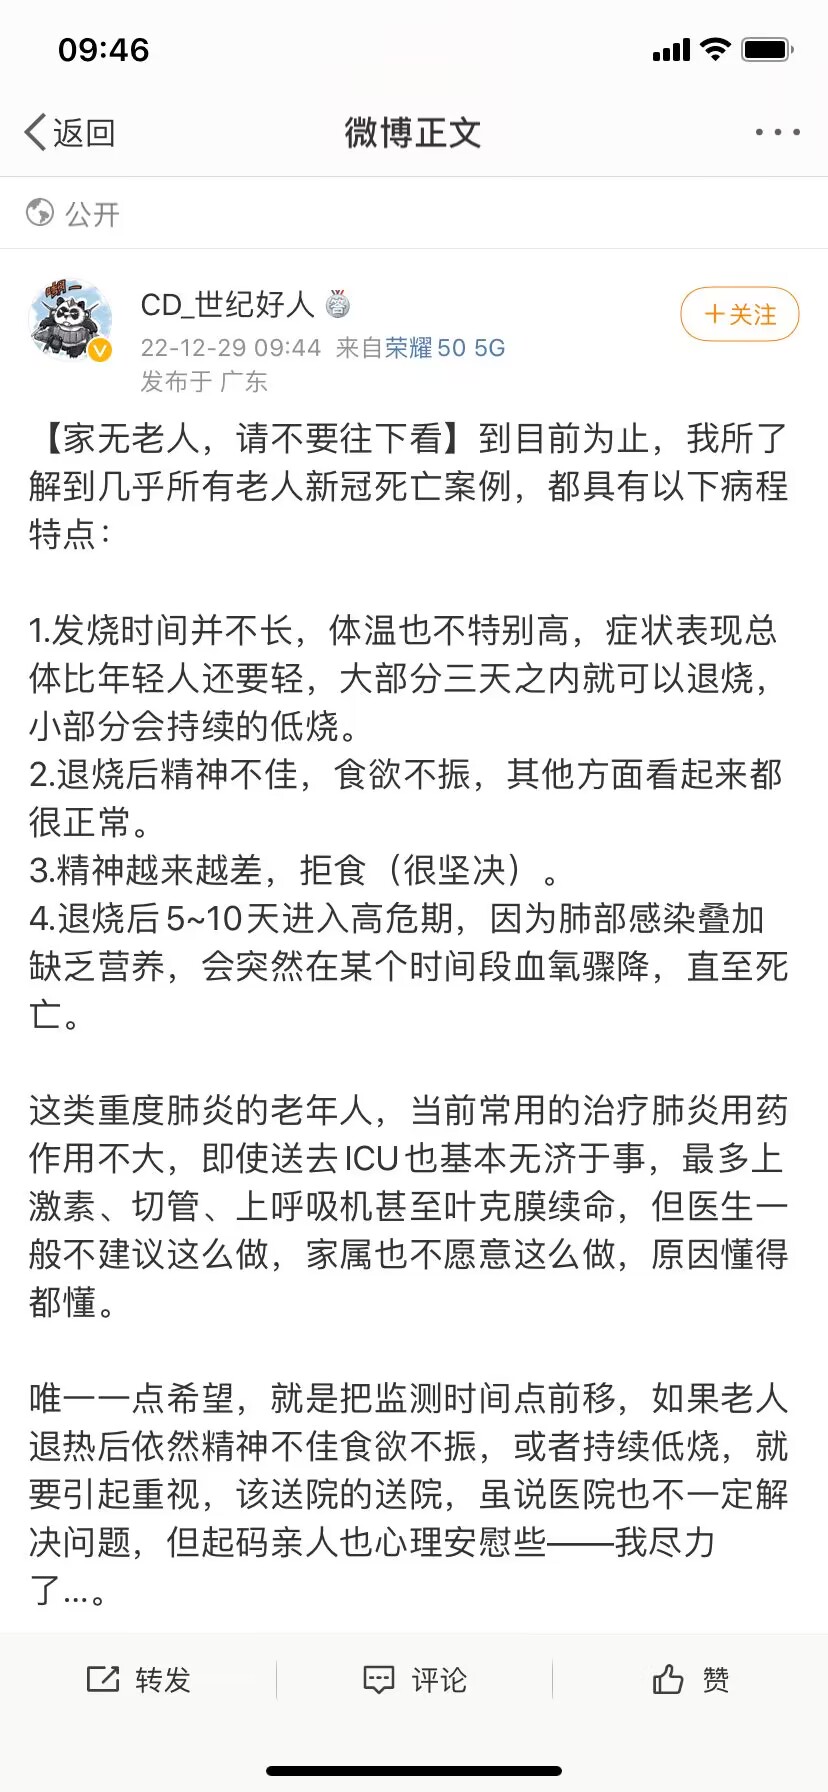 09:46
返回
微博正文
公开
CD_世纪好人
22-12-29 09:44 来自荣耀50 5G
发布于 广东
+关注
【家无老人，请不要往下看】到目前为止，我所了
解到几乎所有老人新冠死亡案例，都具有以下病程
特点：
1.发烧时间并不长，体温也不特别高，症状表现总
体比年轻人还要轻，大部分三天之内就可以退烧，
小部分会持续的低烧。
2.退烧后精神不佳，食欲不振，其他方面看起来都
很正常。
3.精神越来越差，拒食（很坚决）。
4.退烧后5~10天进入高危期，因为肺部感染叠加
缺乏营养，会突然在某个时间段血氧骤降，直至死
亡。
这类重度肺炎的老年人，当前常用的治疗肺炎用药
作用不大，即使送去ICU也基本无济于事，最多上
激素、切管、上呼吸机甚至叶克膜续命，但医生一
般不建议这么做，家属也不愿意这么做，原因懂得
都懂。
唯一一点希望，就是把监测时间点前移，如果老人
退热后依然精神不佳食欲不振，或者持续低烧，就
要引起重视，该送院的送院，虽说医院也不一定解
决问题，但起码亲人也心理安慰些——我尽力
了...。
转发
评论
赞